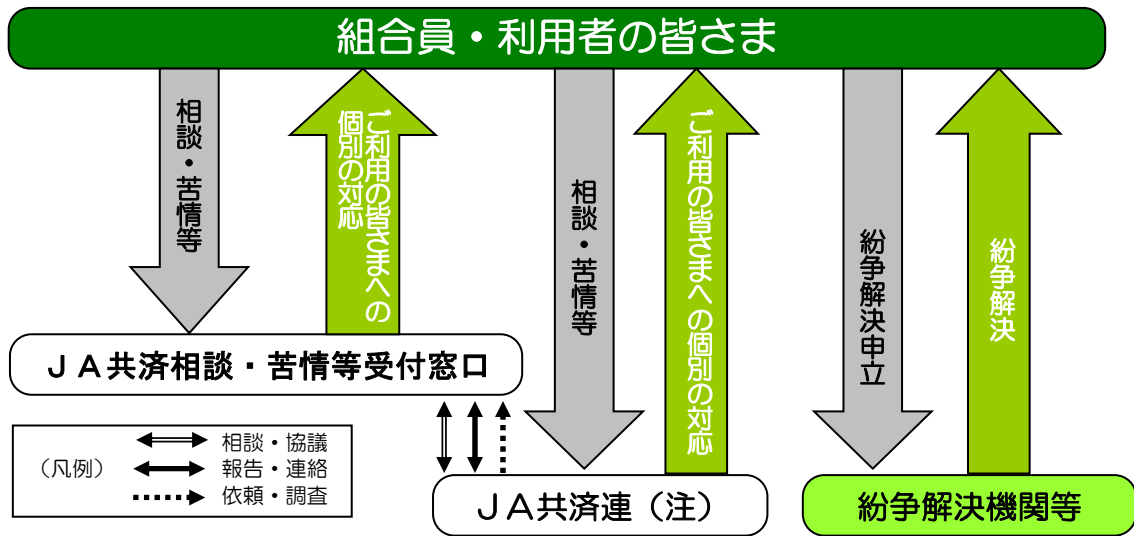 組合員・利用者の皆さま
相談・苦情等
ご利用の皆さまへの
個別の対応
相談・苦情等
ご利用の皆さまへの個別の対応
紛争解決申立
紛争解決
ＪＡ共済相談・苦情等受付窓口
（凡例）
相談・協議
報告・連絡
依頼・調査
ＪＡ共済連（注）
紛争解決機関等